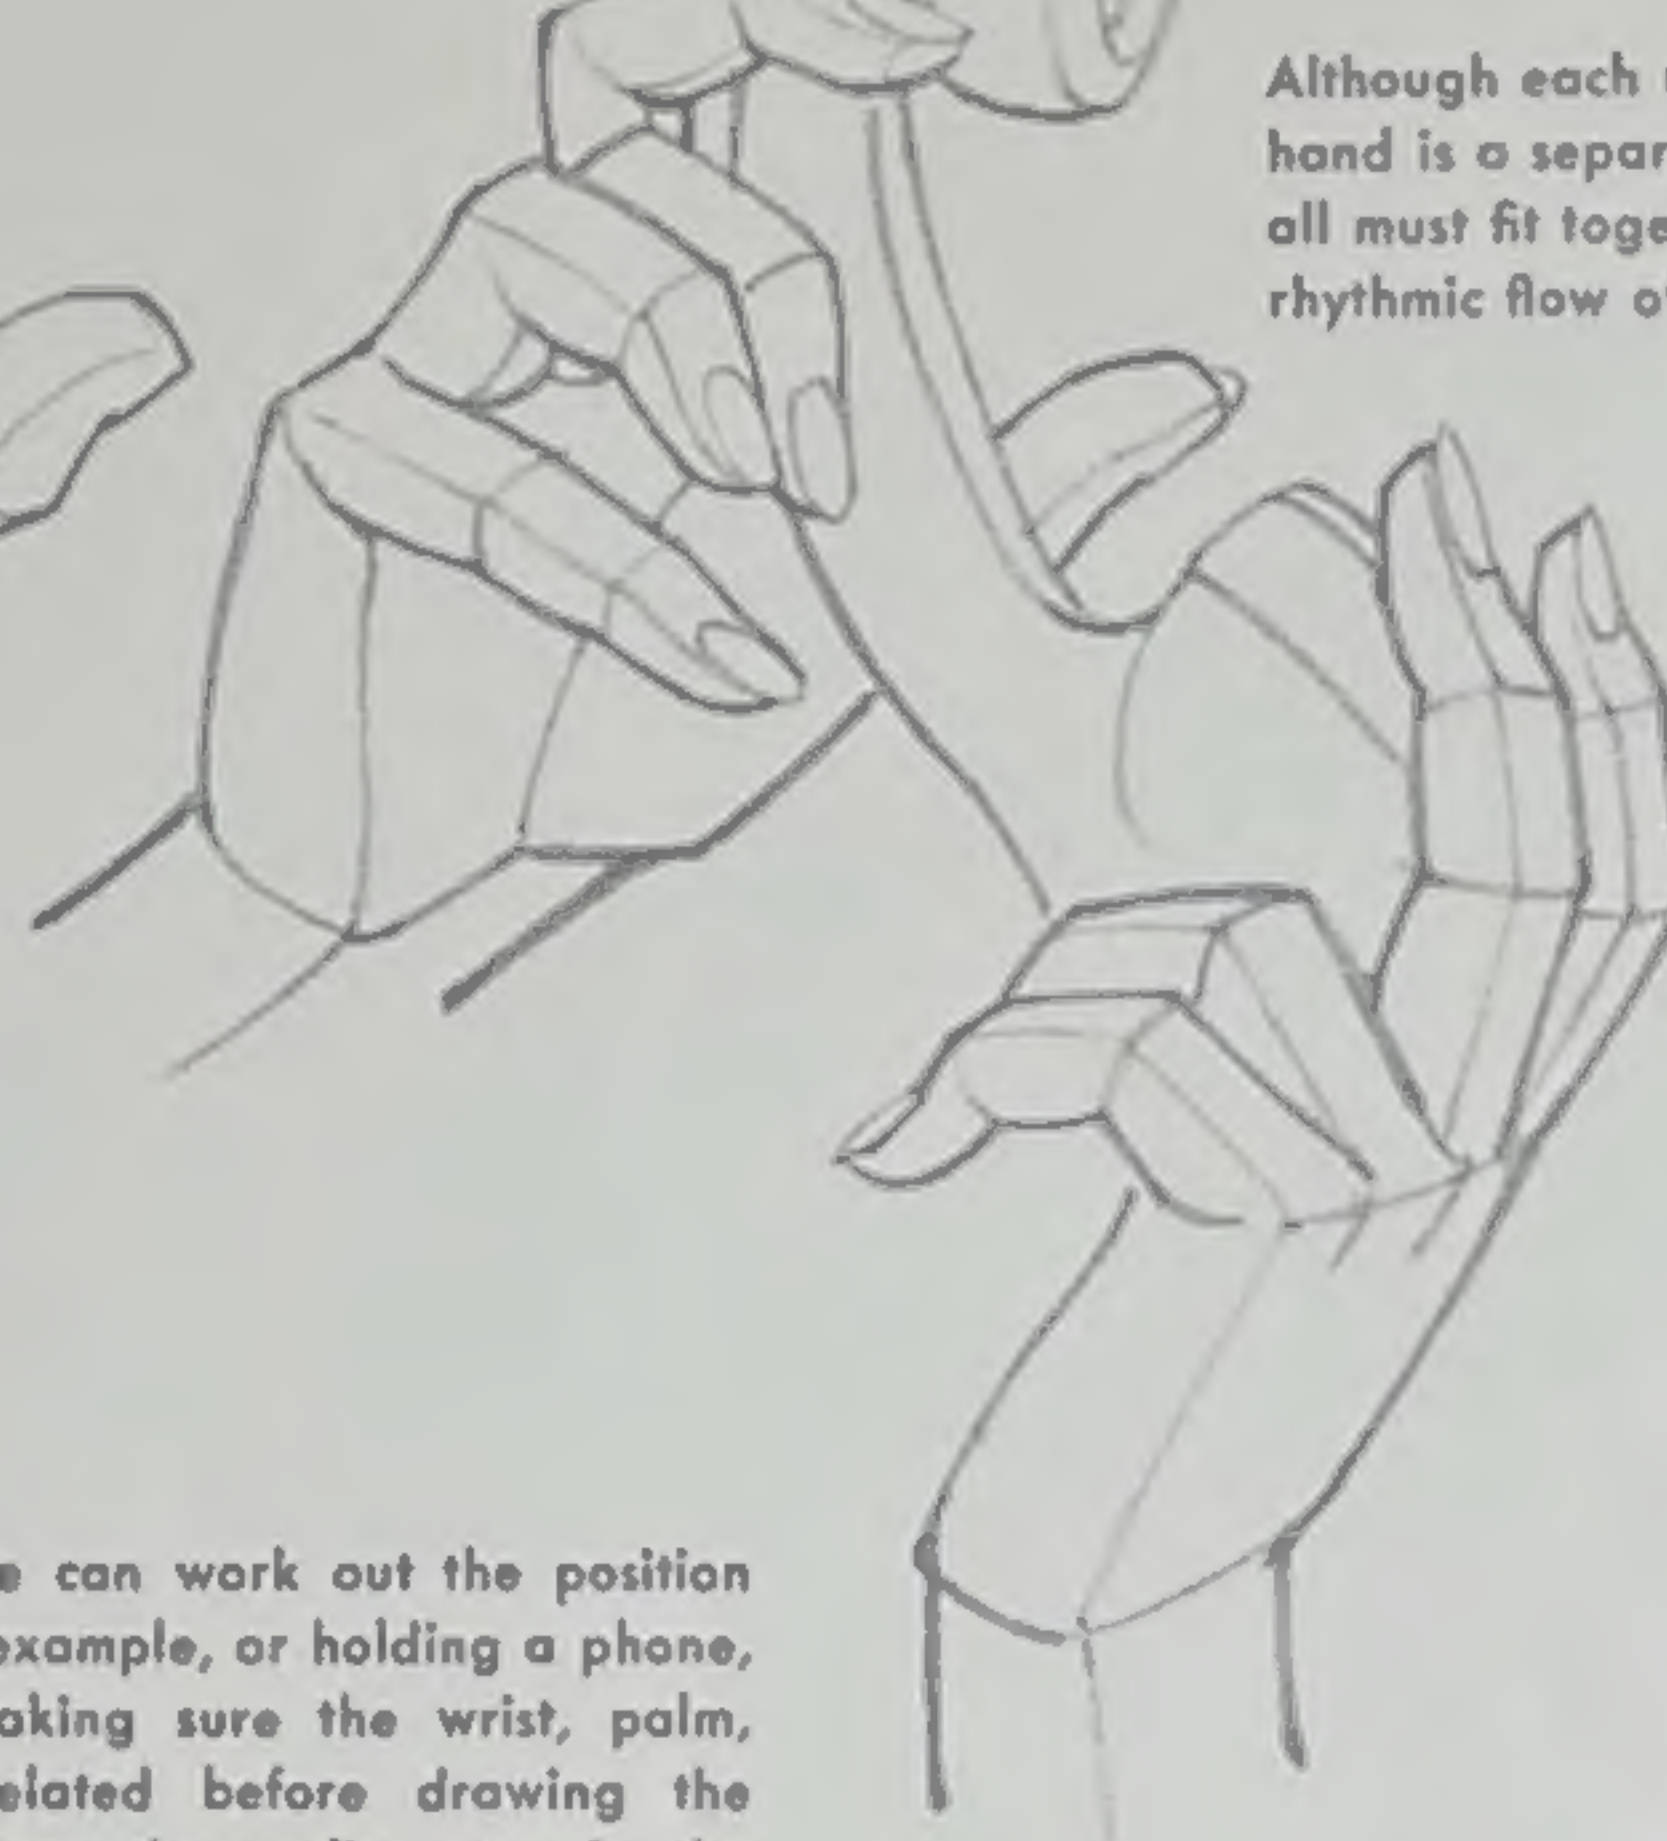 Although each
hand is a separ
all must fit toge
rhythmic flow o
can work out the position
example, or holding a phone,
aking sure the wrist, palm,
elated before drawing the